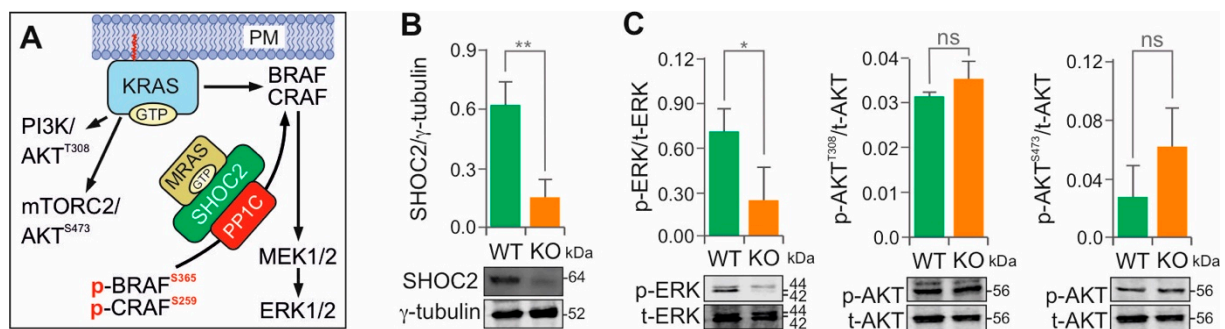 A
PM
KRAS
GTP
BRAF
CRAF
PI3K/
AKT^T308
mTORC2/
AKT^S473
MRAS
GTP
SHOC2
PP1C
p-BRAF^S365
p-CRAF^S259
MEK1/2
ERK1/2
B
SHOC2/γ-tubulin
0.9
0.6
0.3
0.0
**
WT KO kDa
SHOC2 64
γ-tubulin 52
C
p-ERK/t-ERK
1.20
0.90
0.60
0.30
0.00
*
WT KO kDa
p-ERK 44
42
t-ERK 44
42
p-AKT^T308/t-AKT
0.04
0.03
0.02
0.01
0.0
ns
WT KO
p-AKT 56
t-AKT 56
p-AKT^S473/t-AKT
0.12
0.08
0.04
0.00
ns
WT KO kDa
p-AKT 56
t-AKT 56